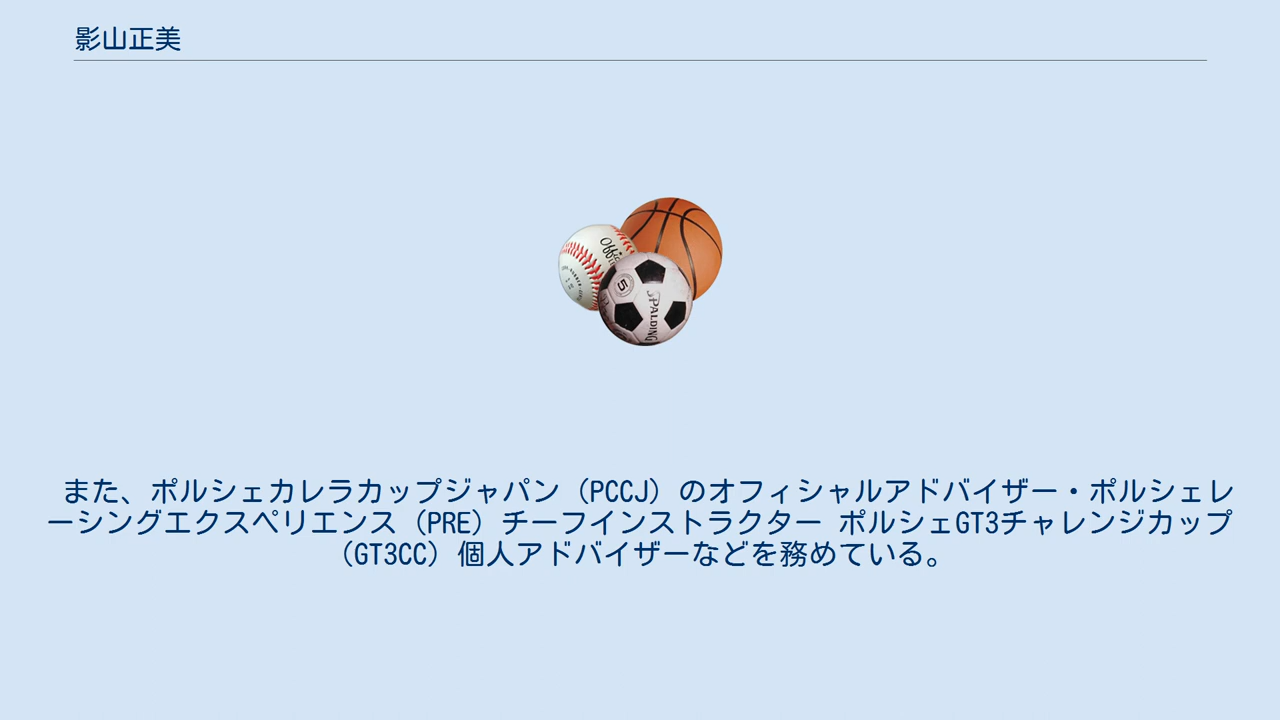 影山正美
Offici
5
SPALDING
また、ポルシェカレラカップジャパン（PCCJ）のオフィシャルアドバイザー・ポルシェレ
ーシングエクスペリエンス（PRE）チーフインストラクター ポルシェGT3チャレンジカップ
（GT3CC）個人アドバイザーなどを務めている。